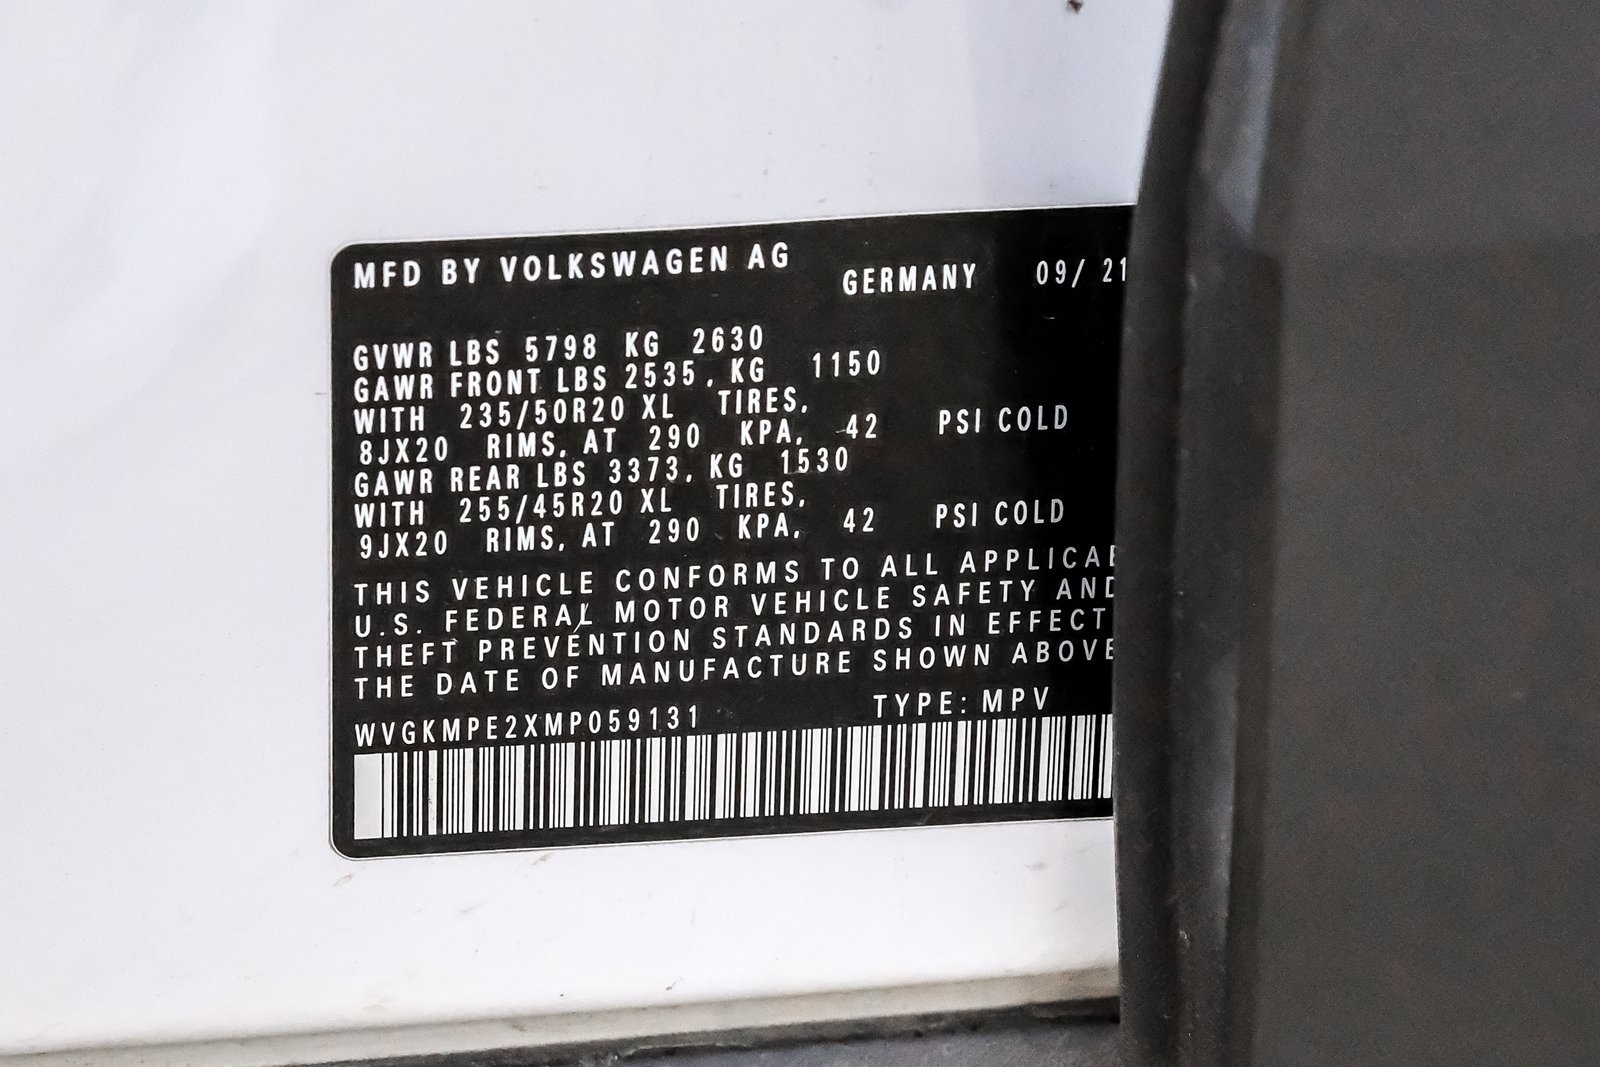 MFD BY VOLKSWAGEN AG GERMANY 09/ 21
GVWR LBS 5798 KG 2630
GAWR FRONT LBS 2535, KG 1150
WITH 235/50R20 XL TIRES,
8JX20 RIMS, AT 290 KPA, 42 PSI COLD
GAWR REAR LBS 3373, KG 1530
WITH 255/45R20 XL TIRES,
9JX20 RIMS, AT 290 KPA, 42 PSI COLD
THIS VEHICLE CONFORMS TO ALL
U.S. FEDERAL MOTOR VEHICLE SAFETY AND
THEFT PREVENTION STANDARDS IN EFFECT
THE DATE OF MANUFACTURE SHOWN ABOVE
WVGKMPE2XMP059131 TYPE: MPV